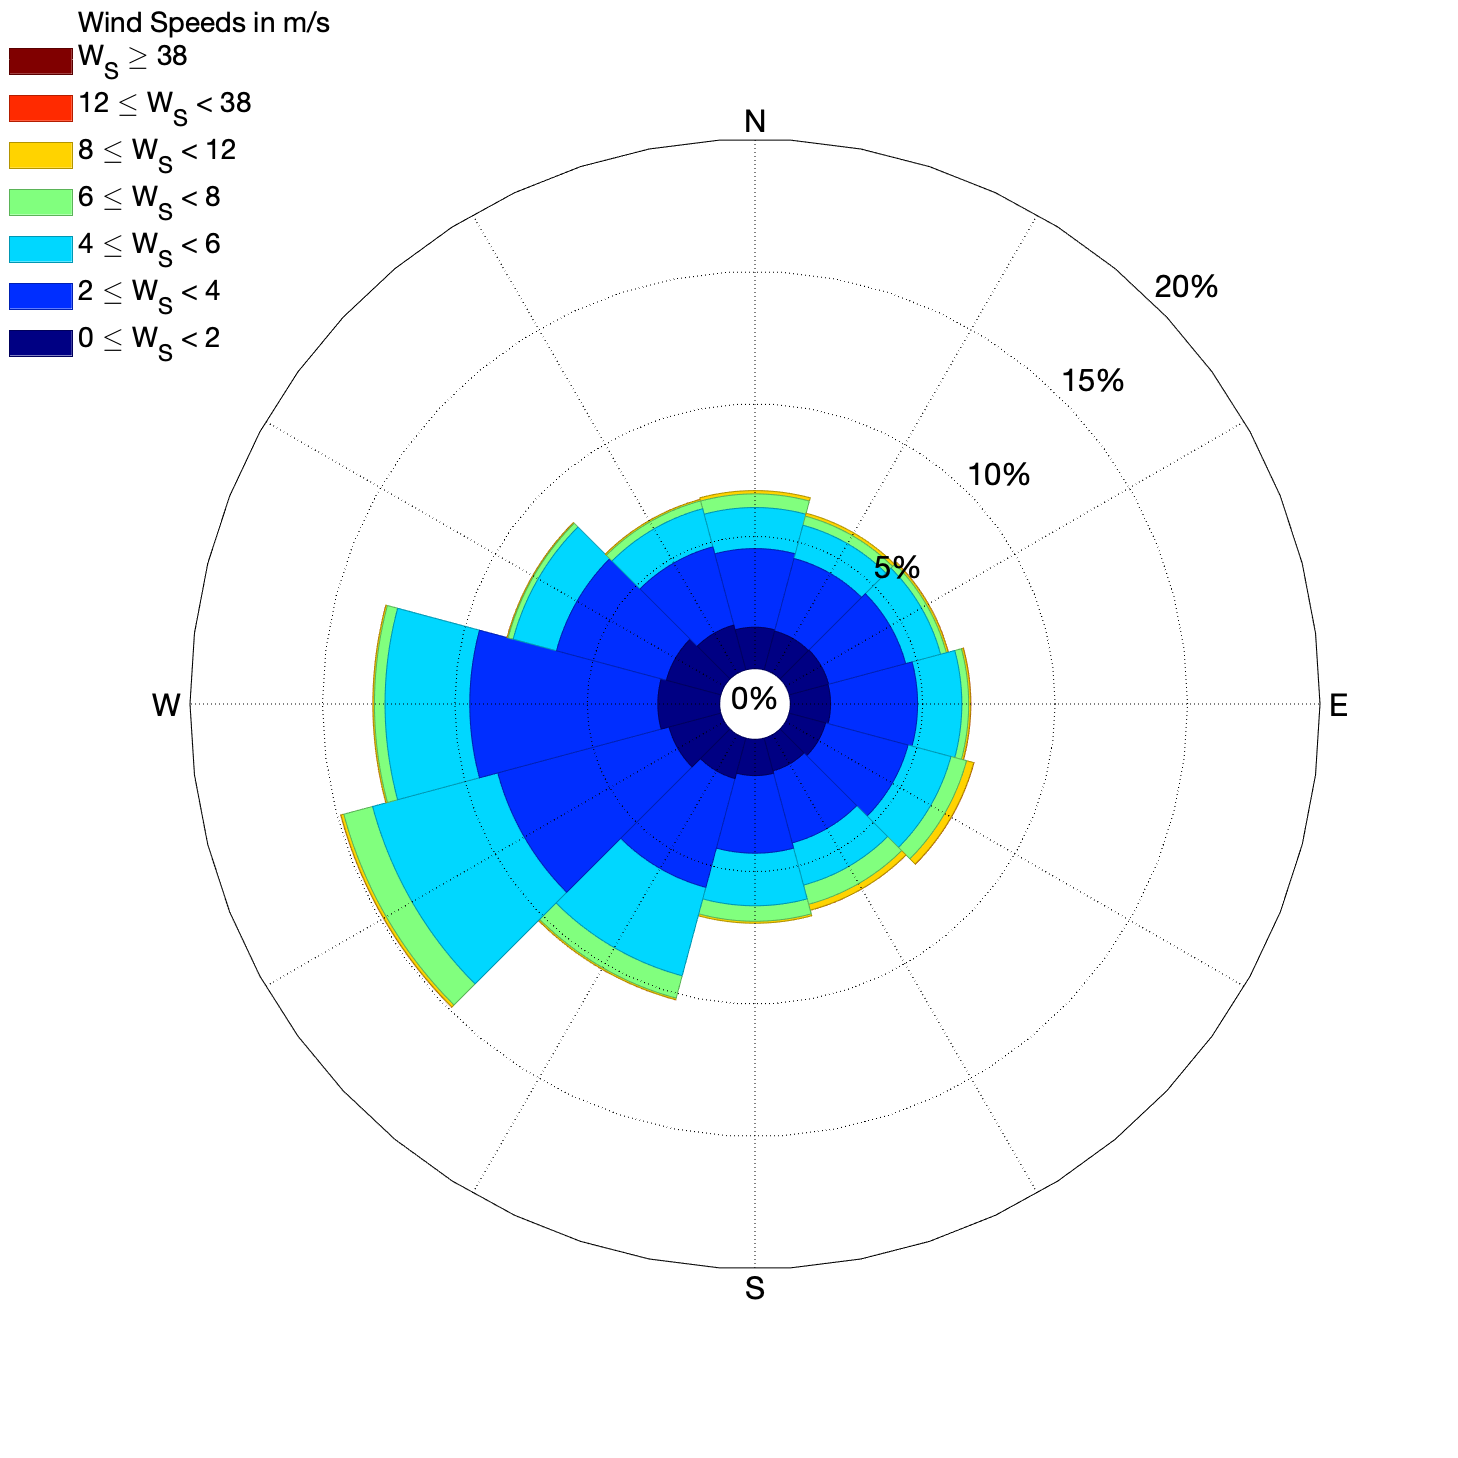 Wind Speeds in m/s
W_S ≥ 38
12 ≤ W_S < 38
8 ≤ W_S < 12
6 ≤ W_S < 8
4 ≤ W_S < 6
2 ≤ W_S < 4
0 ≤ W_S < 2
N
20%
15%
10%
5%
0%
W
E
S